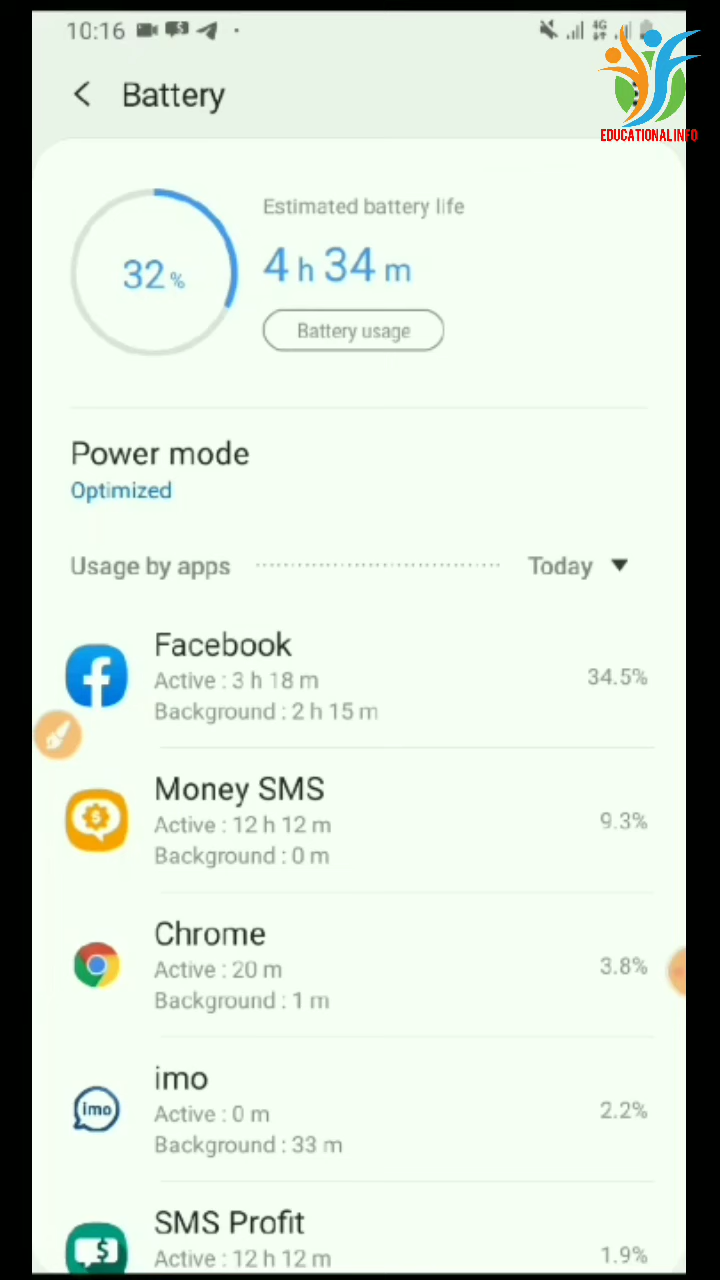 10:16
4G
Battery
EDUCATIONAL INFO
Estimated battery life
32 %
4 h 34 m
Battery usage
Power mode
Optimized
Usage by apps
Today
Facebook
Active : 3 h 18 m
34.5%
Background : 2 h 15 m
Money SMS
Active : 12 h 12 m
9.3%
Background : 0 m
Chrome
Active : 20 m
3.8%
Background : 1 m
imo
imo
Active : 0 m
2.2%
Background : 33 m
SMS Profit
Active : 12 h 12 m
1.9%